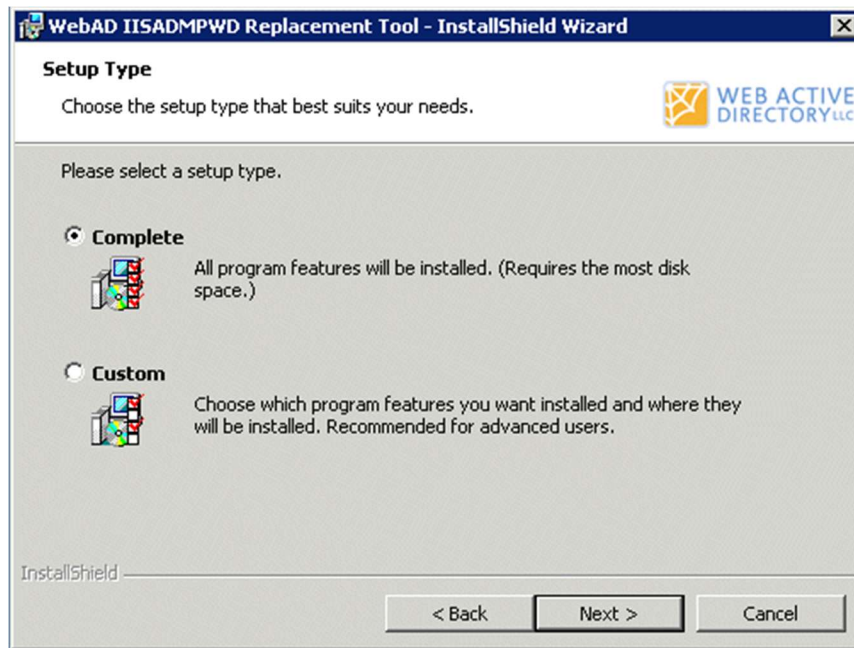 WebAD IISADMPWD Replacement Tool - InstallShield Wizard
Setup Type
Choose the setup type that best suits your needs.
WEB ACTIVE
DIRECTORY LLC
Please select a setup type.
Complete
All program features will be installed. (Requires the most disk
space.)
Custom
Choose which program features you want installed and where they
will be installed. Recommended for advanced users.
InstallShield
< Back
Next >
Cancel